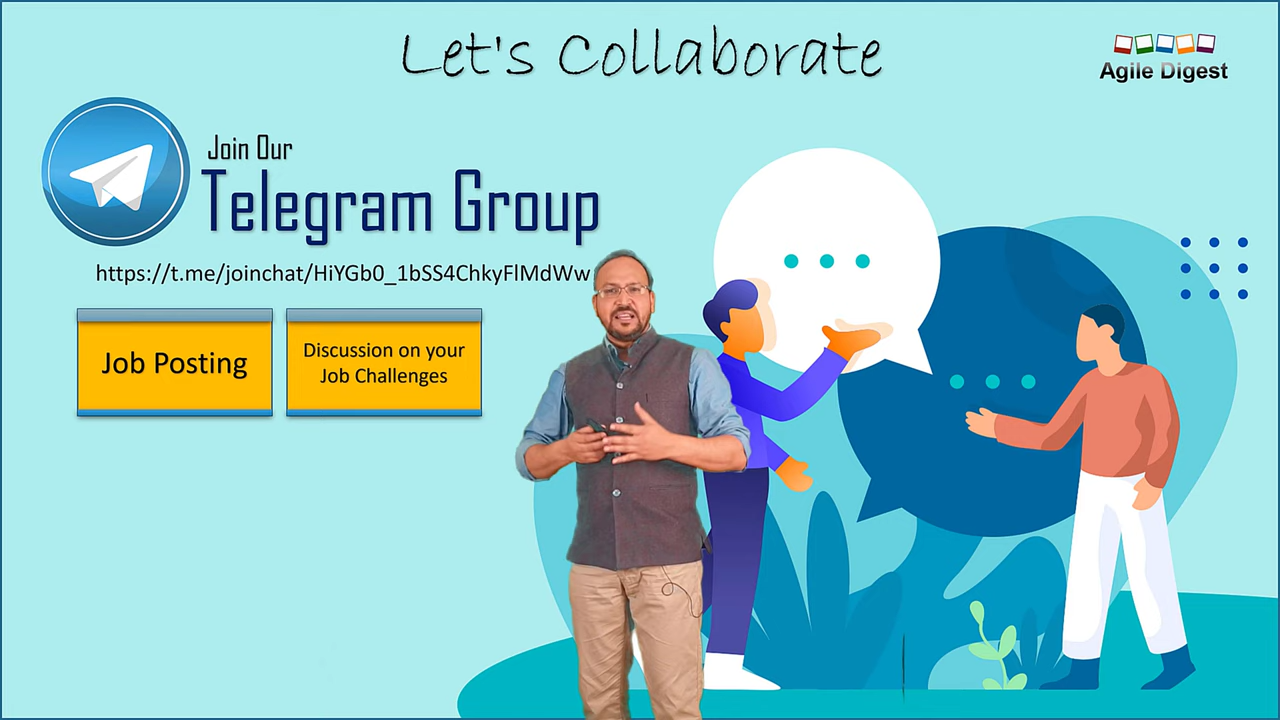 Let's Collaborate
Agile Digest
Join Our
Telegram Group
https://t.me/joinchat/HiYGb0_1bSS4ChkyFlMdWw
Job Posting
Discussion on your
Job Challenges